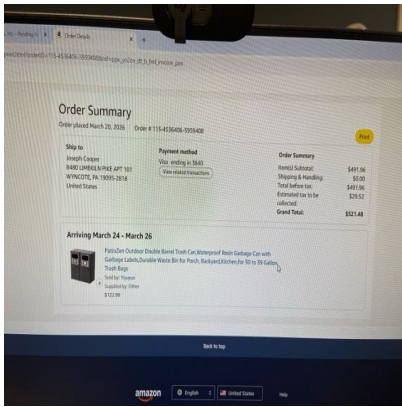 Order Details
Order Summary
Order placed March 20, 2026 Order # 115-4536406-5959408
Print
Ship to
Joseph Cooper
8480 LIMEKILN PIKE APT 101
WYNCOTE, PA 19095-2818
United States
Payment method
Visa ending in 5640
View related transactions
Order Summary
Item(s) Subtotal: $491.96
Shipping & Handling: $0.00
Total before tax: $491.96
Estimated tax to be collected: $29.52
Grand Total: $521.48
Arriving March 24 - March 26
PatioZen Outdoor Double Barrel Trash Can,Waterproof Resin Garbage Can with
Garbage Labels,Durable Waste Bin for Porch, Backyard,Kitchen,for 30 to 39 Gallon
Trash Bags
Sold by:
Supplied by: Other
$122.99
Back to top
amazon
English
United States
Help